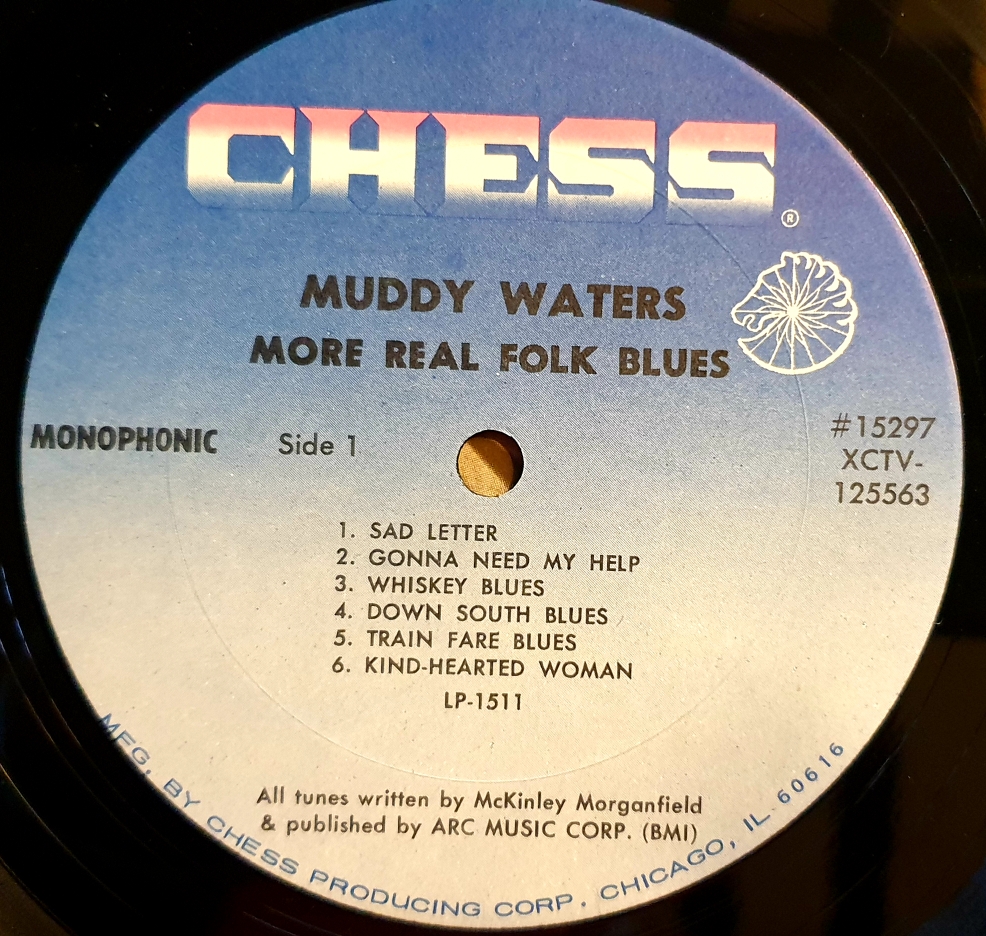 CHESS ®
MUDDY WATERS
MORE REAL FOLK BLUES
MONOPHONIC
Side 1
#15297
XCTV-
125563
1. SAD LETTER
2. GONNA NEED MY HELP
3. WHISKEY BLUES
4. DOWN SOUTH BLUES
5. TRAIN FARE BLUES
6. KIND-HEARTED WOMAN
LP-1511
All tunes written by McKinley Morganfield
& published by ARC MUSIC CORP. (BMI)
MFG. BY CHESS PRODUCING CORP. CHICAGO, IL 60616